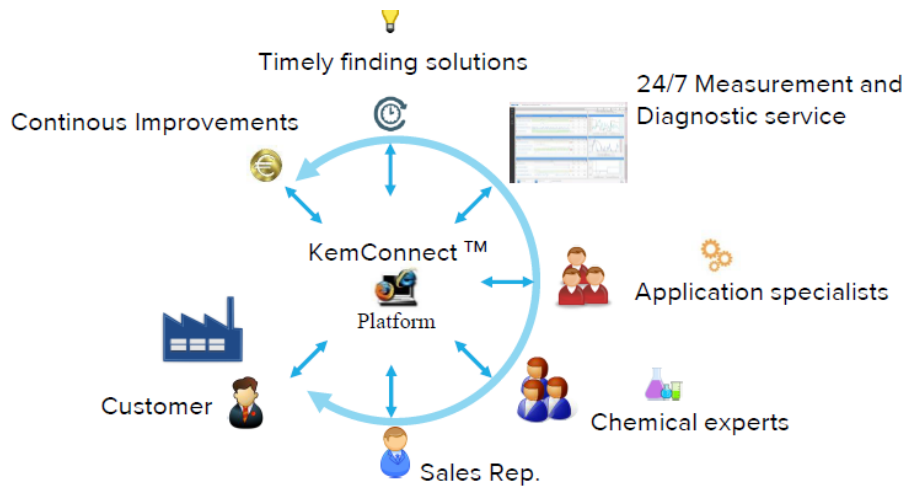 Timely finding solutions
24/7 Measurement and
Diagnostic service
Continous Improvements
KemConnect ™
Platform
Application specialists
Customer
Chemical experts
Sales Rep.